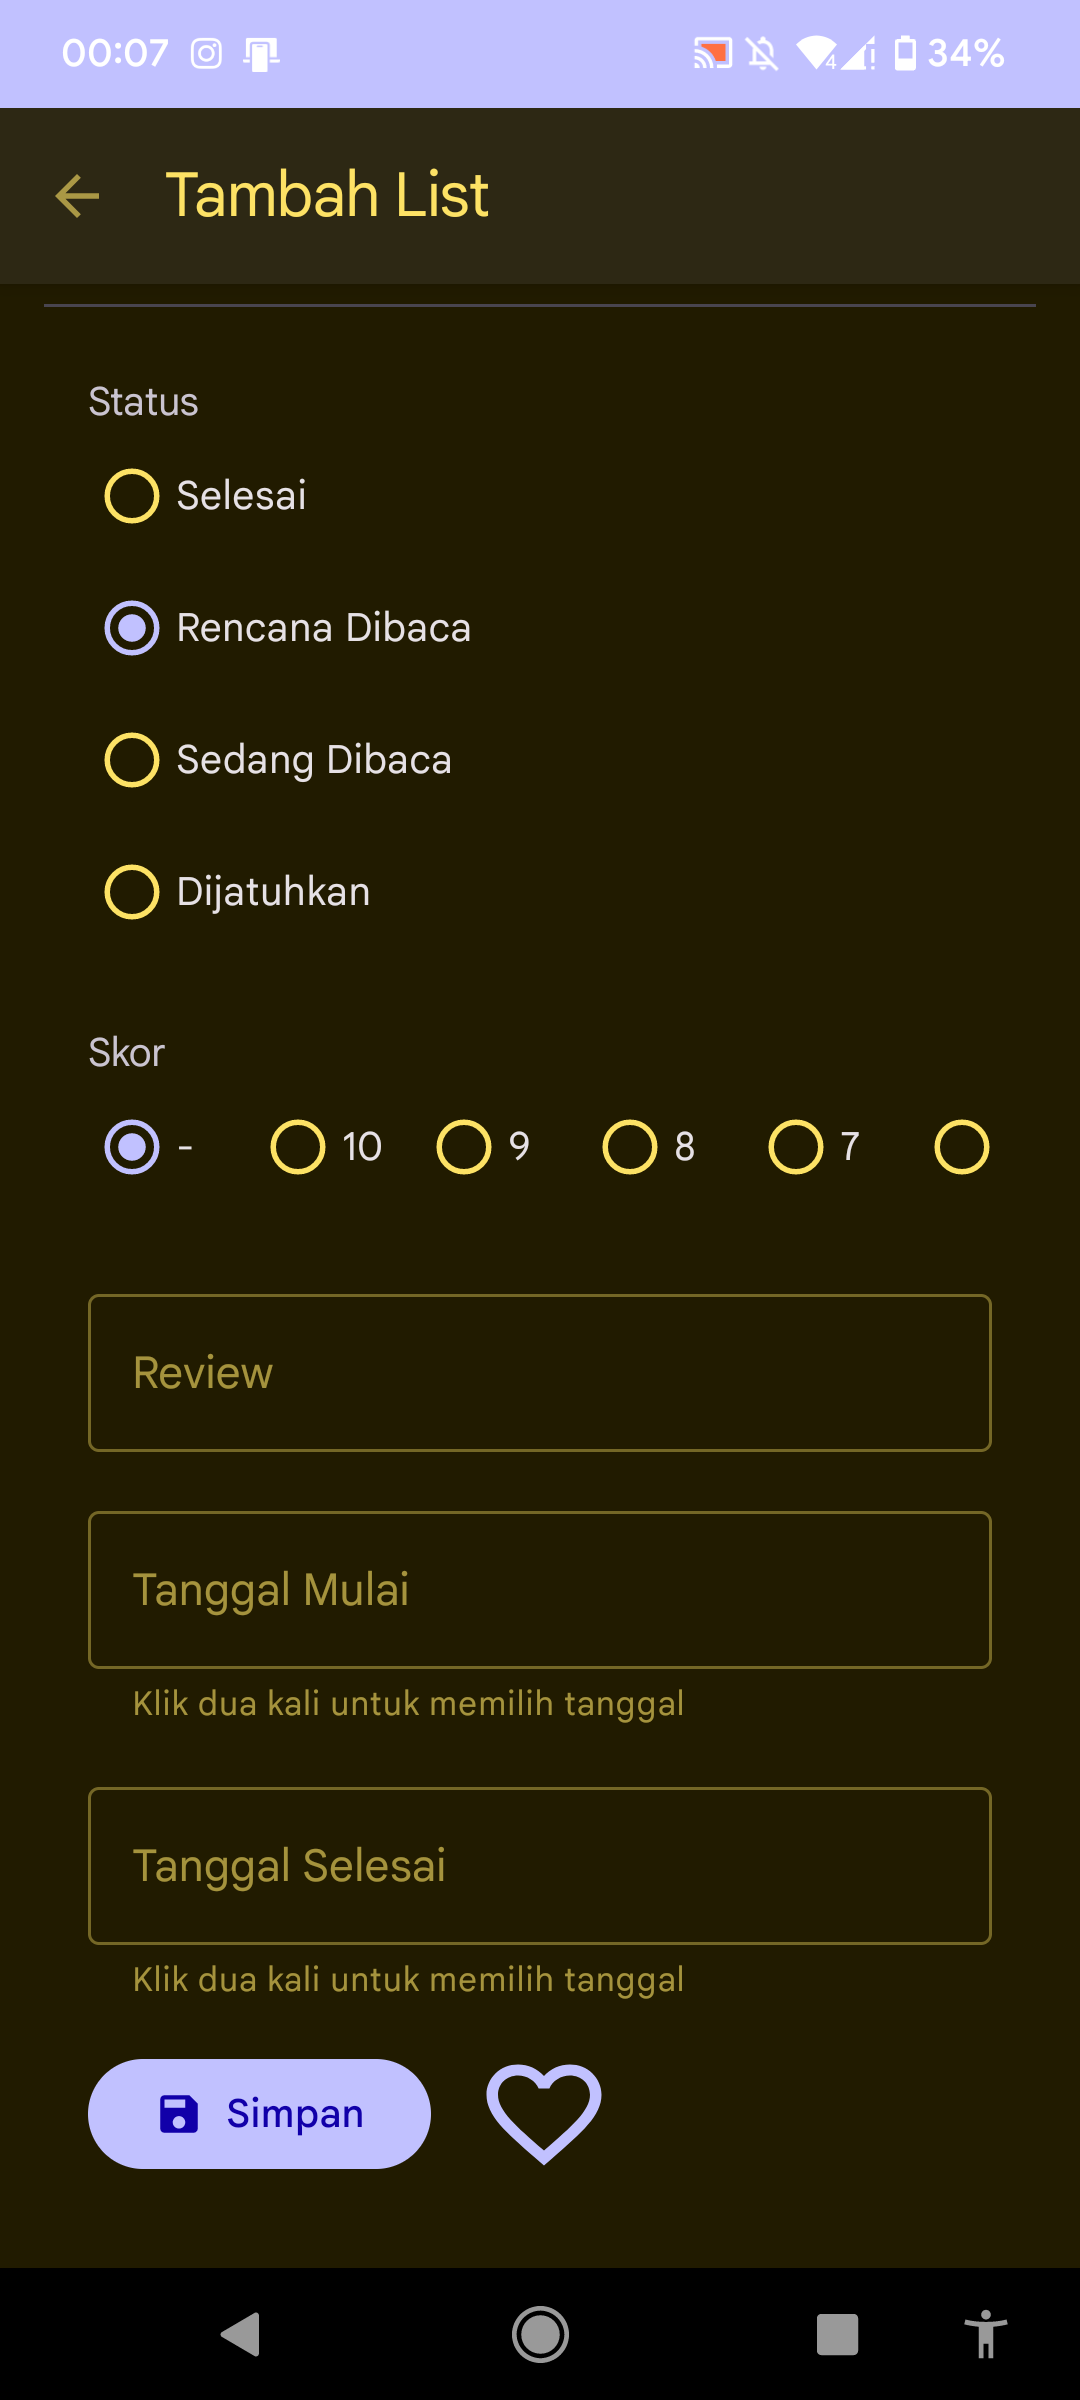 00:07
34%
Tambah List
Status
Selesai
Rencana Dibaca
Sedang Dibaca
Dijatuhkan
Skor
- 10 9 8 7
Review
Tanggal Mulai
Klik dua kali untuk memilih tanggal
Tanggal Selesai
Klik dua kali untuk memilih tanggal
Simpan